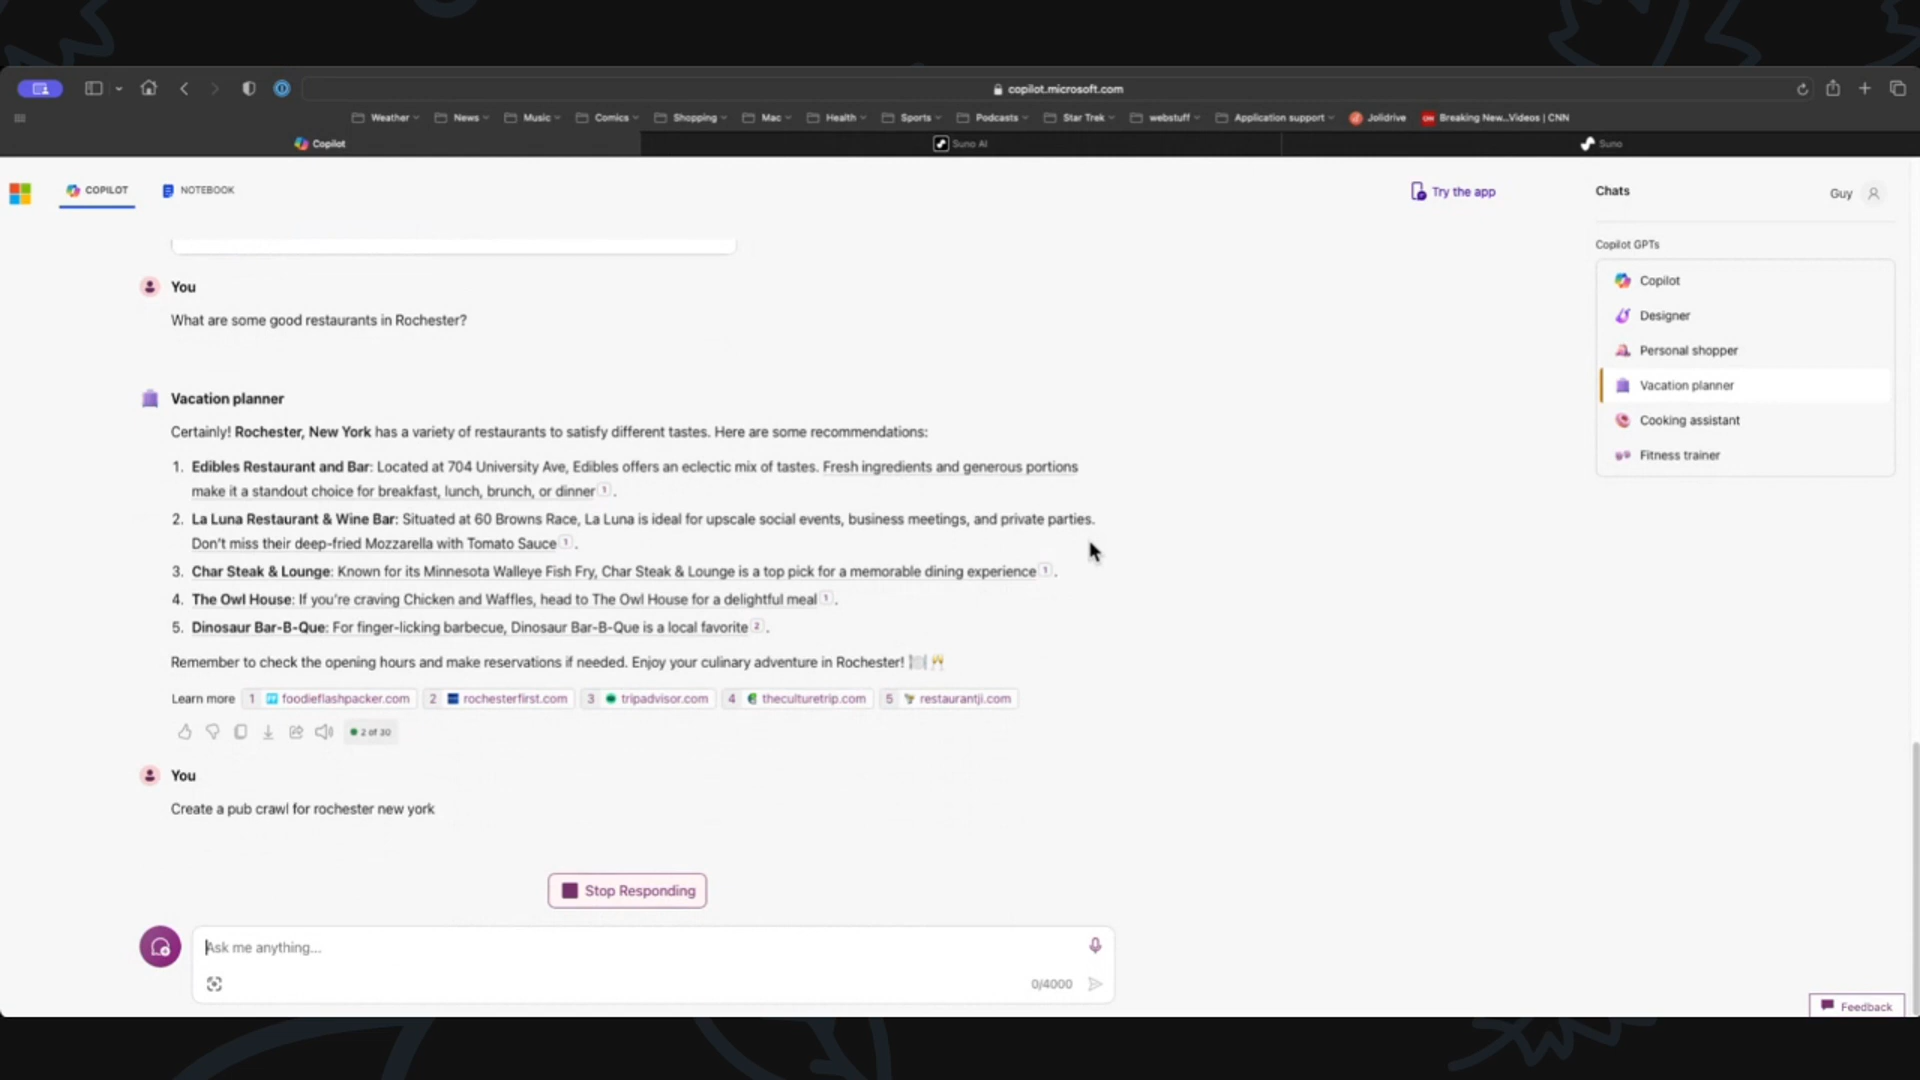 copilot.microsoft.com
Weather News Music Comics Shopping Mac Health Sports Podcasts Star Trek webstuff Application support Jolidrive Breaking New...Videos | CNN
Copilot Suno AI Suno
COPILOT NOTEBOOK
Try the app
Chats
Guy
Copilot GPTs
Copilot
Designer
Personal shopper
Vacation planner
Cooking assistant
Fitness trainer
You
What are some good restaurants in Rochester?
Vacation planner
Certainly! Rochester, New York has a variety of restaurants to satisfy different tastes. Here are some recommendations:
1. Edibles Restaurant and Bar: Located at 704 University Ave, Edibles offers an eclectic mix of tastes. Fresh ingredients and generous portions
make it a standout choice for breakfast, lunch, brunch, or dinner 1 .
2. La Luna Restaurant & Wine Bar: Situated at 60 Browns Race, La Luna is ideal for upscale social events, business meetings, and private parties.
Don't miss their deep-fried Mozzarella with Tomato Sauce 1 .
3. Char Steak & Lounge: Known for its Minnesota Walleye Fish Fry, Char Steak & Lounge is a top pick for a memorable dining experience 1 .
4. The Owl House: If you're craving Chicken and Waffles, head to The Owl House for a delightful meal 1 .
5. Dinosaur Bar-B-Que: For finger-licking barbecue, Dinosaur Bar-B-Que is a local favorite 2 .
Remember to check the opening hours and make reservations if needed. Enjoy your culinary adventure in Rochester! 🍽️🥂
Learn more 1 foodieflashpacker.com 2 rochesterfirst.com 3 tripadvisor.com 4 theculturetrip.com 5 restaurantji.com
2 of 30
You
Create a pub crawl for rochester new york
Stop Responding
Ask me anything...
0/4000
Feedback